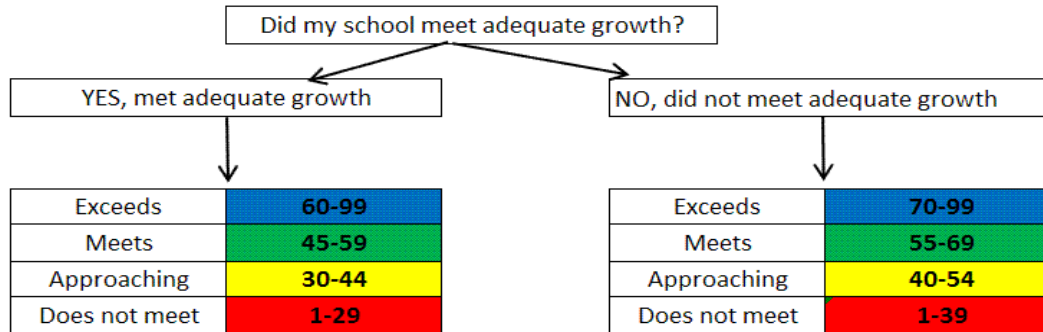 Did my school meet adequate growth?
YES, met adequate growth
NO, did not meet adequate growth
Exceeds 60-99
Meets 45-59
Approaching 30-44
Does not meet 1-29
Exceeds 70-99
Meets 55-69
Approaching 40-54
Does not meet 1-39